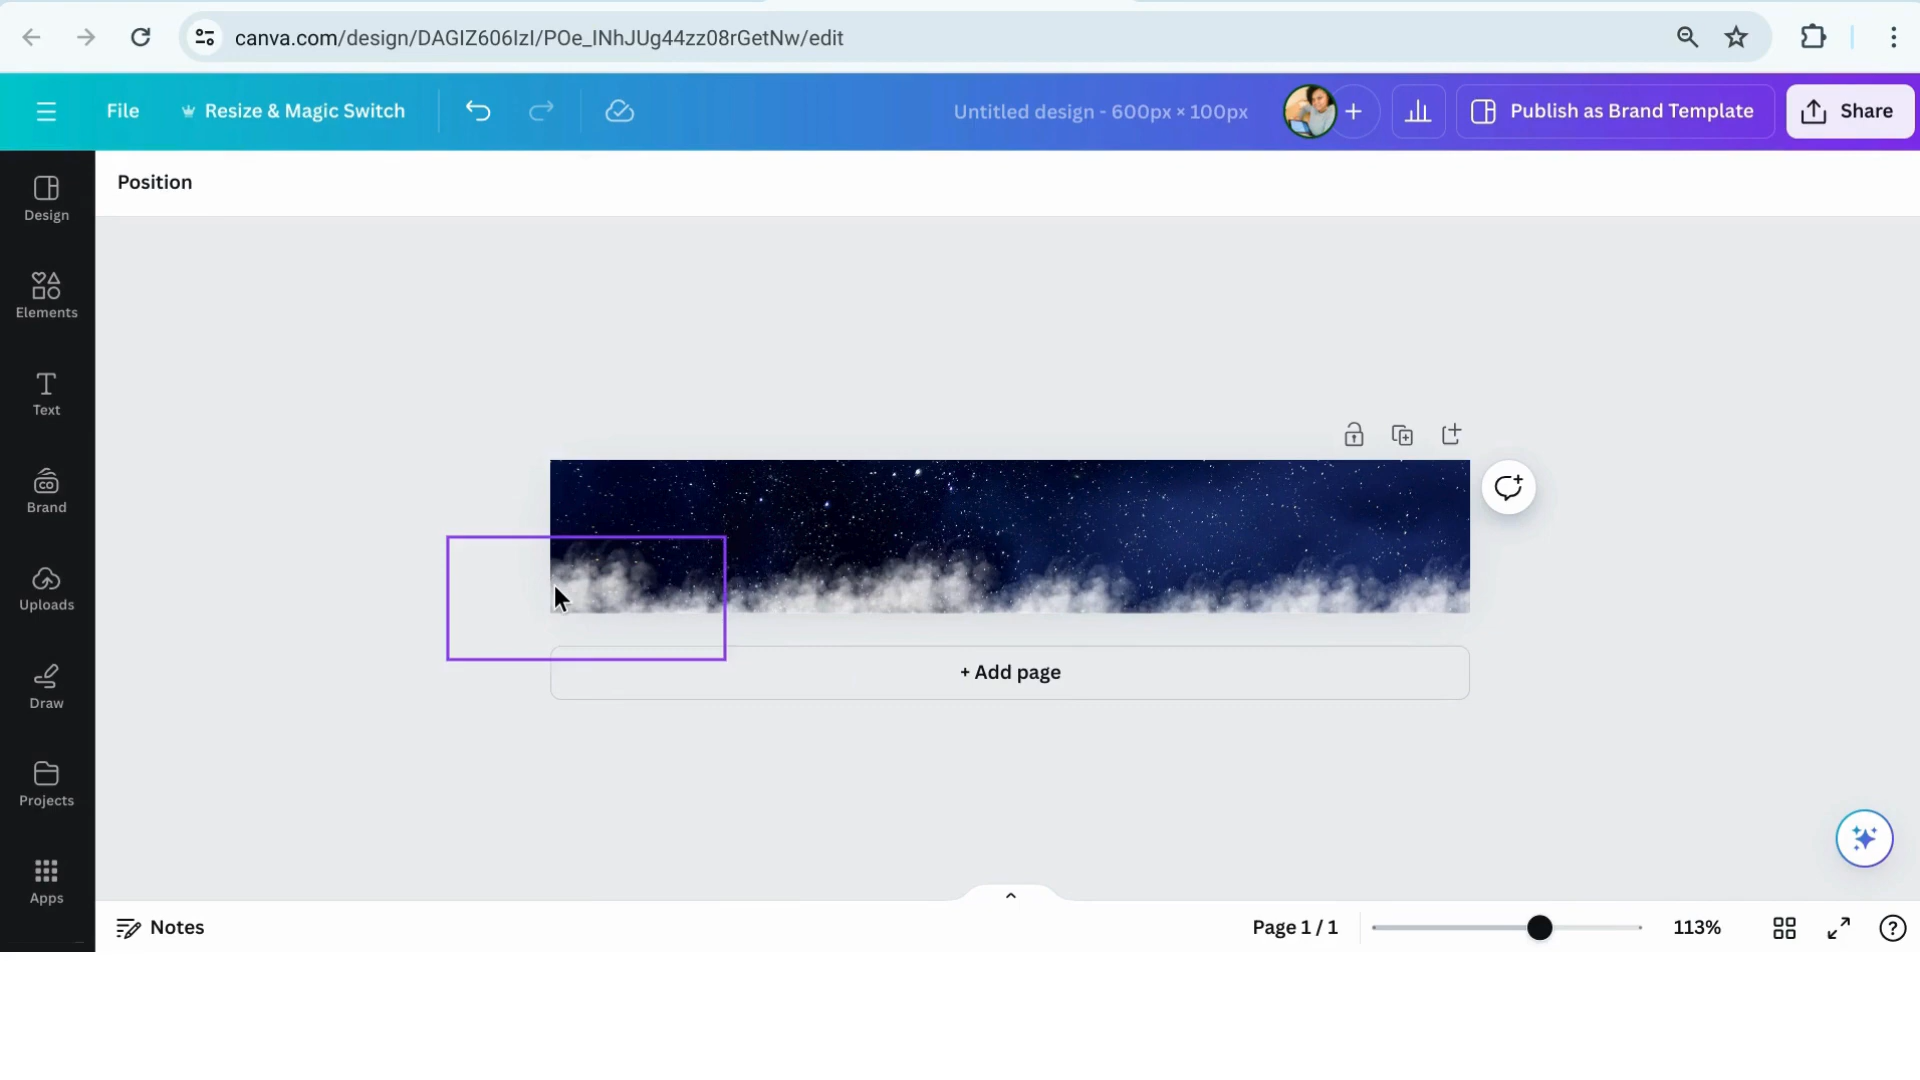 canva.com/design/DAGIZ606IzI/POe_INhJUg44zz08rGetNw/edit
File
Resize & Magic Switch
Untitled design - 600px × 100px
+
Publish as Brand Template
Share
Position
Design
Elements
Text
CO
Brand
Uploads
Draw
Projects
Apps
+ Add page
Notes
Page 1 / 1
113%
?